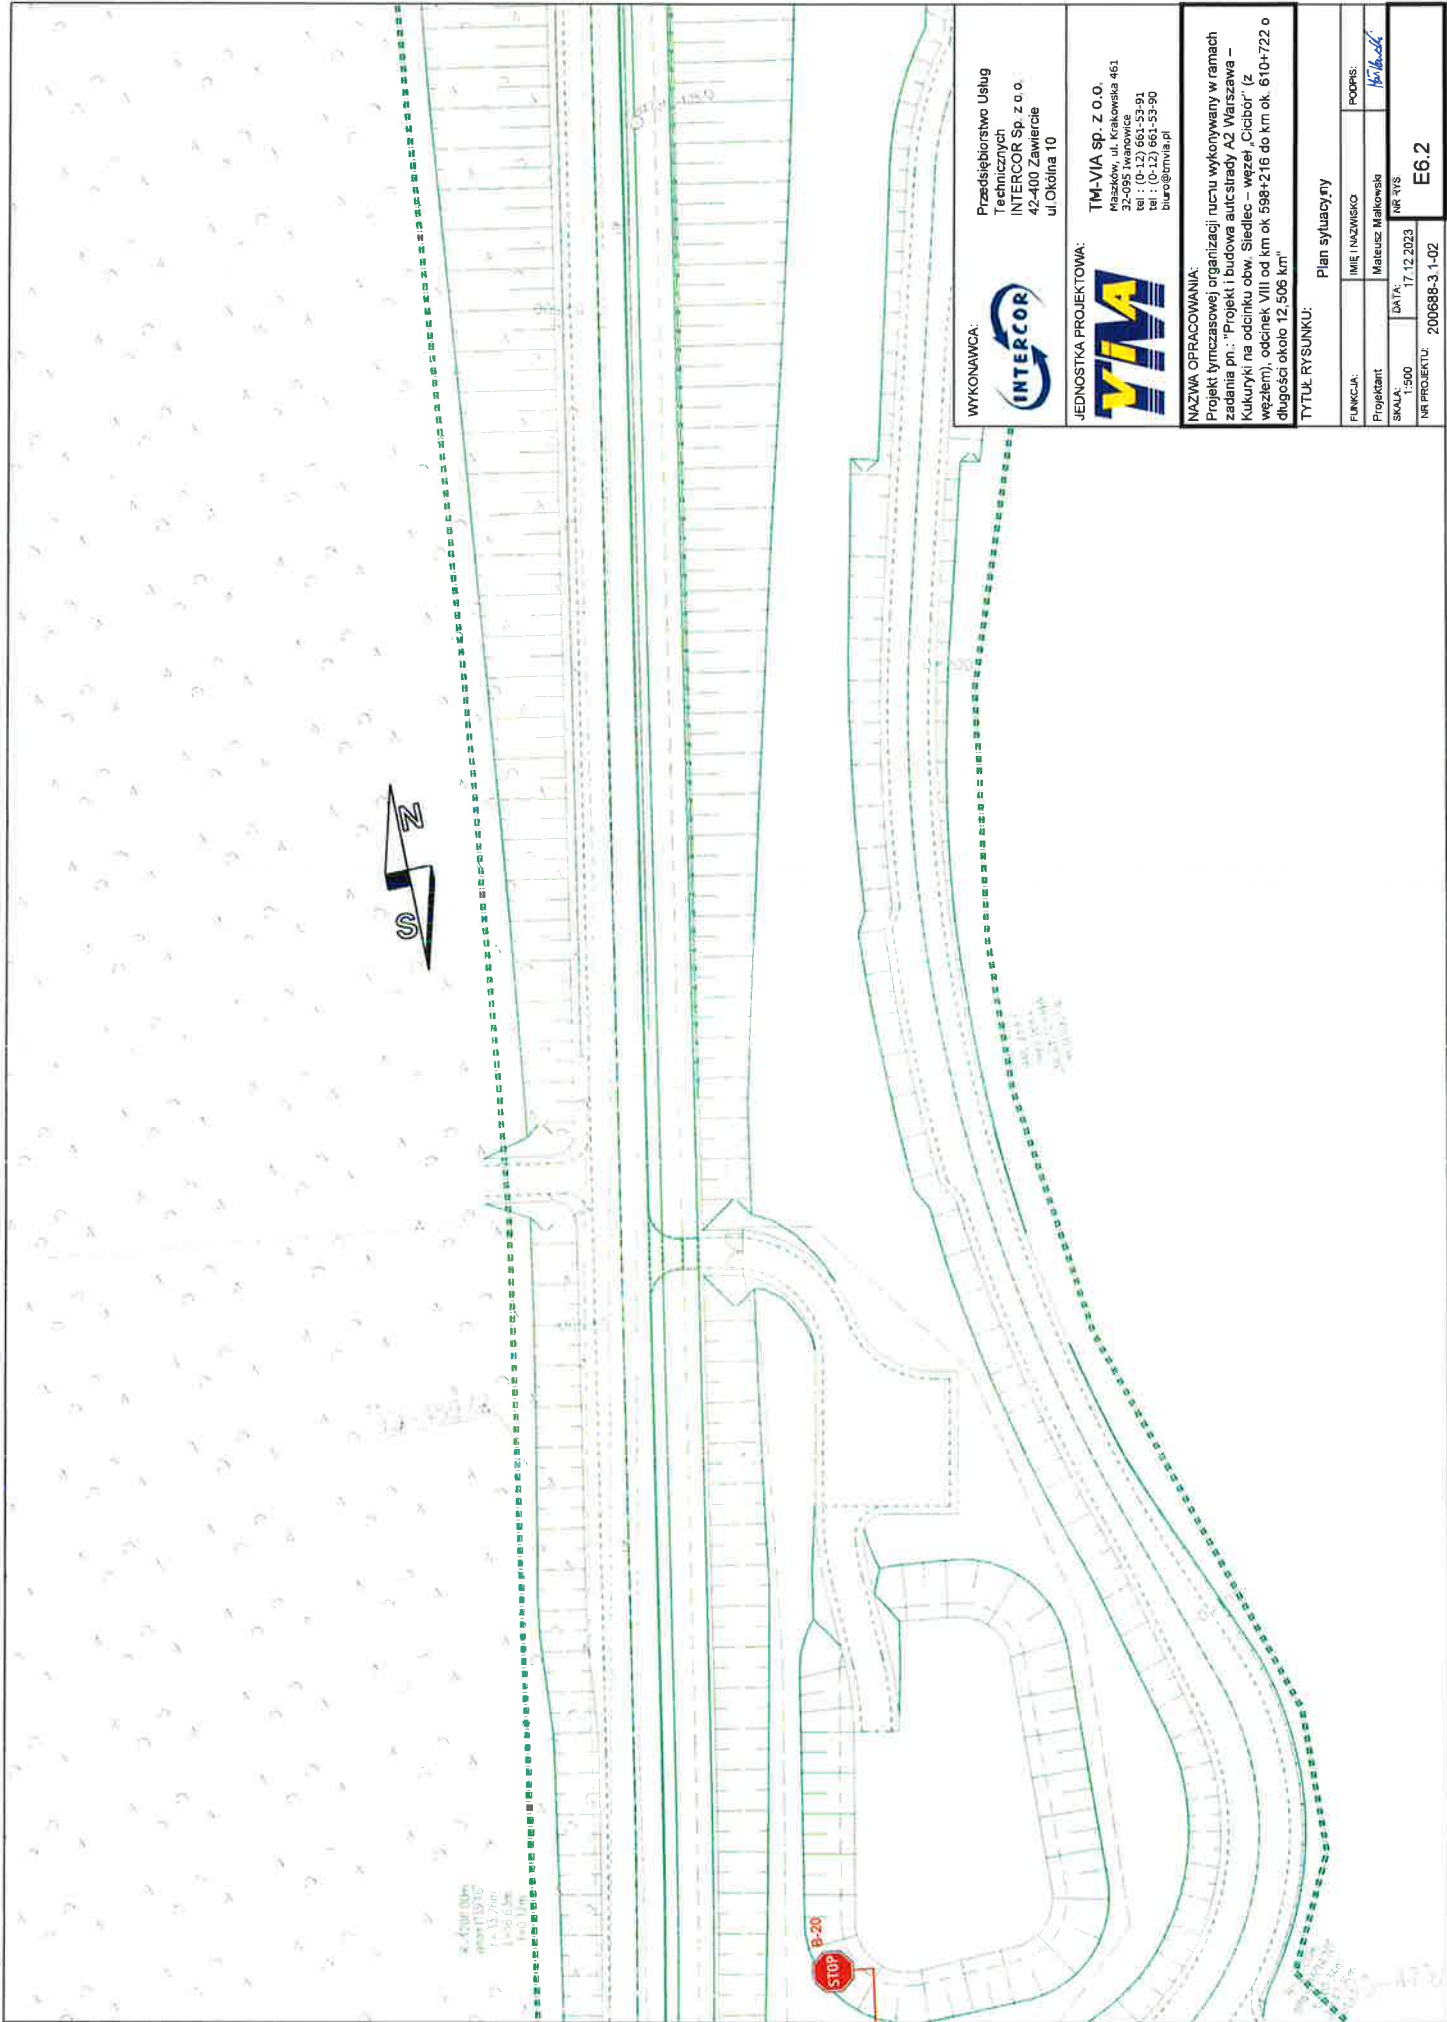 WYKONAWCA:
INTERCOR
Przedsiębiorstwo Usług
Technicznych
INTERCOR Sp. z o.o.
42-400 Zawiercie
ul.Okólna 10
JEDNOSTKA PROJEKTOWA:
TM-VIA sp. z o.o.
Maszków, ul. Krakowska 461
32-095 Iwanowice
tel : (0-12) 661-53-91
tel : (0-12) 661-53-90
biuro@tmvia.pl
NAZWA OPRACOWANIA:
Projekt tymczasowej organizacji ruchu wykonywany w ramach
zadania pn.: "Projekt i budowa autostrady A2 Warszawa –
Kukuryki na odcinku obw. Siedlec – węzeł „Cicibór” (z
węzłem), odcinek VIII od km ok 598+216 do km ok. 610+722 o
długości około 12,506 km"
TYTUŁ RYSUNKU:
Plan sytuacyjny
FUNKCJA: IMIĘ I NAZWISKO: PODPIS:
Projektant Mateusz Małkowski
SKALA: 1:500 DATA: 17.12.2023 NR RYS.
E6.2
NR PROJEKTU: 200688-3.1-02
N
S
B-20
STOP